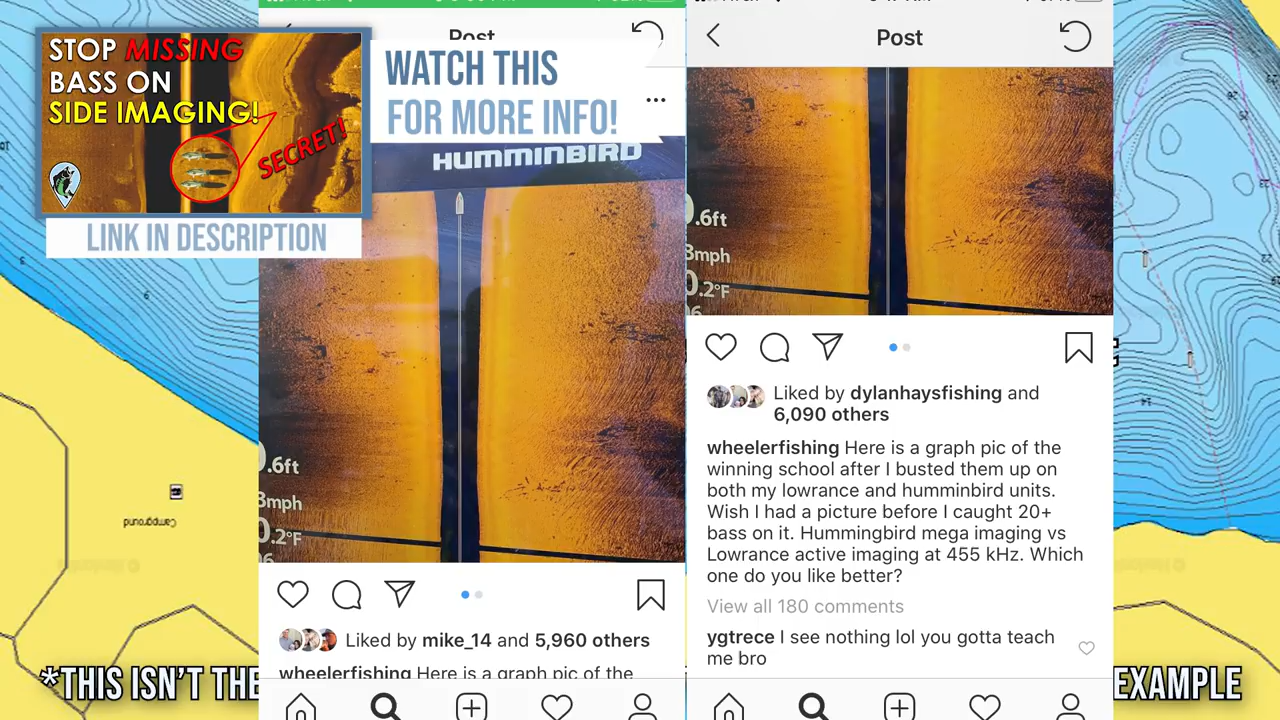 STOP MISSING
BASS ON
SIDE IMAGING!
SECRET!
LINK IN DESCRIPTION
WATCH THIS
FOR MORE INFO!
Post
HUMMINBIRD
.6ft
3mph
0.2°F
Liked by mike_14 and 5,960 others
wheelerfishing Here is a graph pic of the
Post
.6ft
3mph
0.2°F
Liked by dylanhaysfishing and
6,090 others
wheelerfishing Here is a graph pic of the
winning school after I busted them up on
both my lowrance and humminbird units.
Wish I had a picture before I caught 20+
bass on it. Hummingbird mega imaging vs
Lowrance active imaging at 455 kHz. Which
one do you like better?
View all 180 comments
ygtrece I see nothing lol you gotta teach
me bro
Campground
*THIS ISN'T THE
EXAMPLE